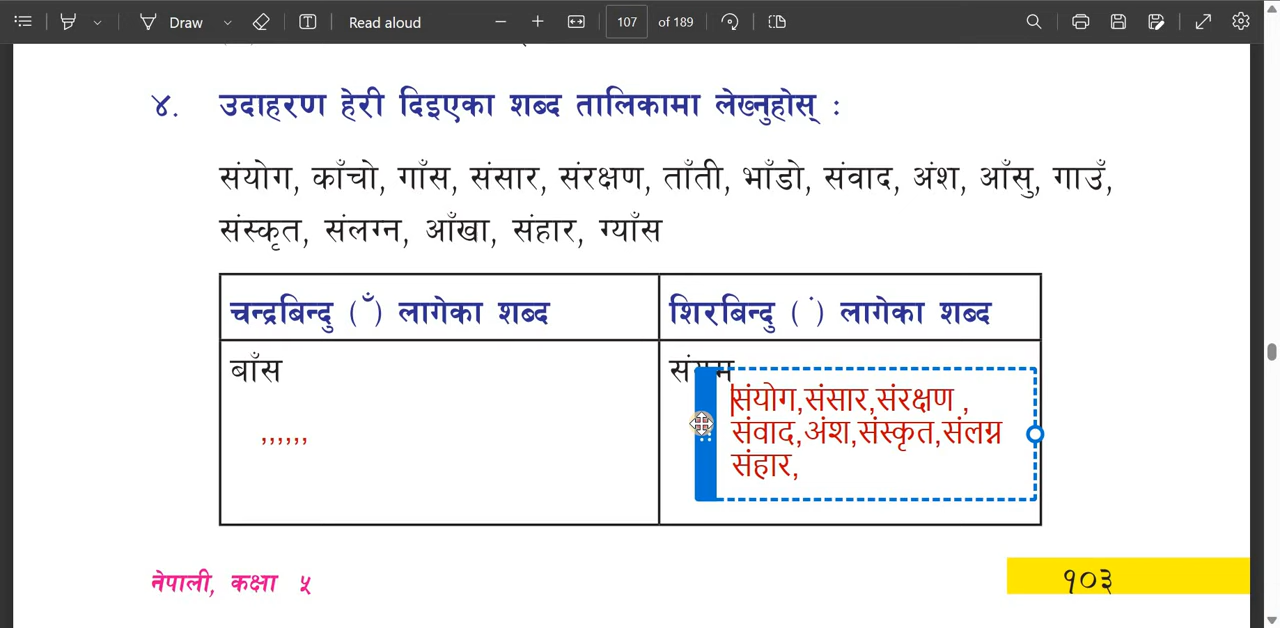 Draw
Read aloud
107 of 189
४. उदाहरण हेरी दिइएका शब्द तालिकामा लेख्नुहोस् :
संयोग, काँचो, गाँस, संसार, संरक्षण, ताँती, भाँडो, संवाद, अंश, आँसु, गाउँ,
संस्कृत, संलग्न, आँखा, संहार, ग्याँस
चन्द्रबिन्दु ( ँ) लागेका शब्द
शिरबिन्दु ( ं) लागेका शब्द
बाँस
संयम
संयोग,संसार,संरक्षण ,
संवाद,अंश,संस्कृत,संलग्न
संहार,
,,,,,,
नेपाली, कक्षा ५
१०३